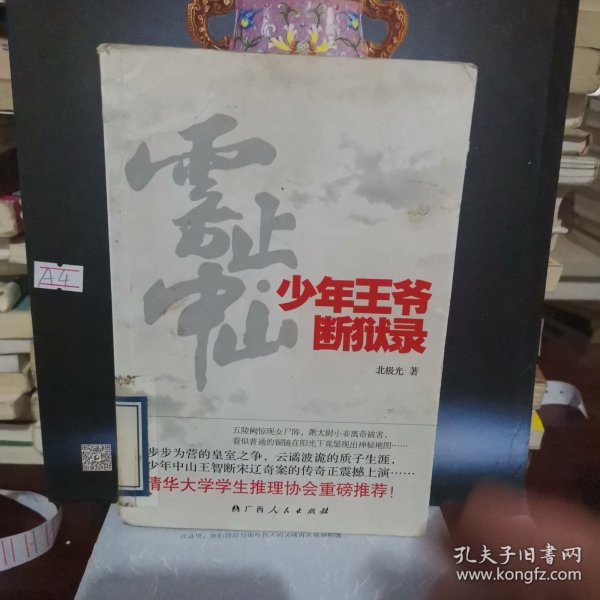 止
中山
少年王爷
断狱录
北极光 著
五陵阙惊现女尸阵,萧太尉小妾离奇被害,
看似普通的铜镜在阳光下竟显现出神秘地图……
步步为营的皇室之争,云谲波诡的质子生涯,
少年中山王智断宋辽奇案的传奇正震撼上演……
清华大学学生推理协会重磅推荐!
广西人民出版社
A4
孔夫子旧书网
www.kongfz.com